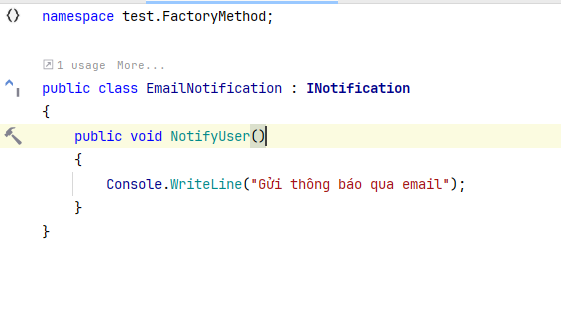 namespace test.FactoryMethod;
1 usage More...
public class EmailNotification : INotification
{
public void NotifyUser()
{
Console.WriteLine("Gửi thông báo qua email");
}
}